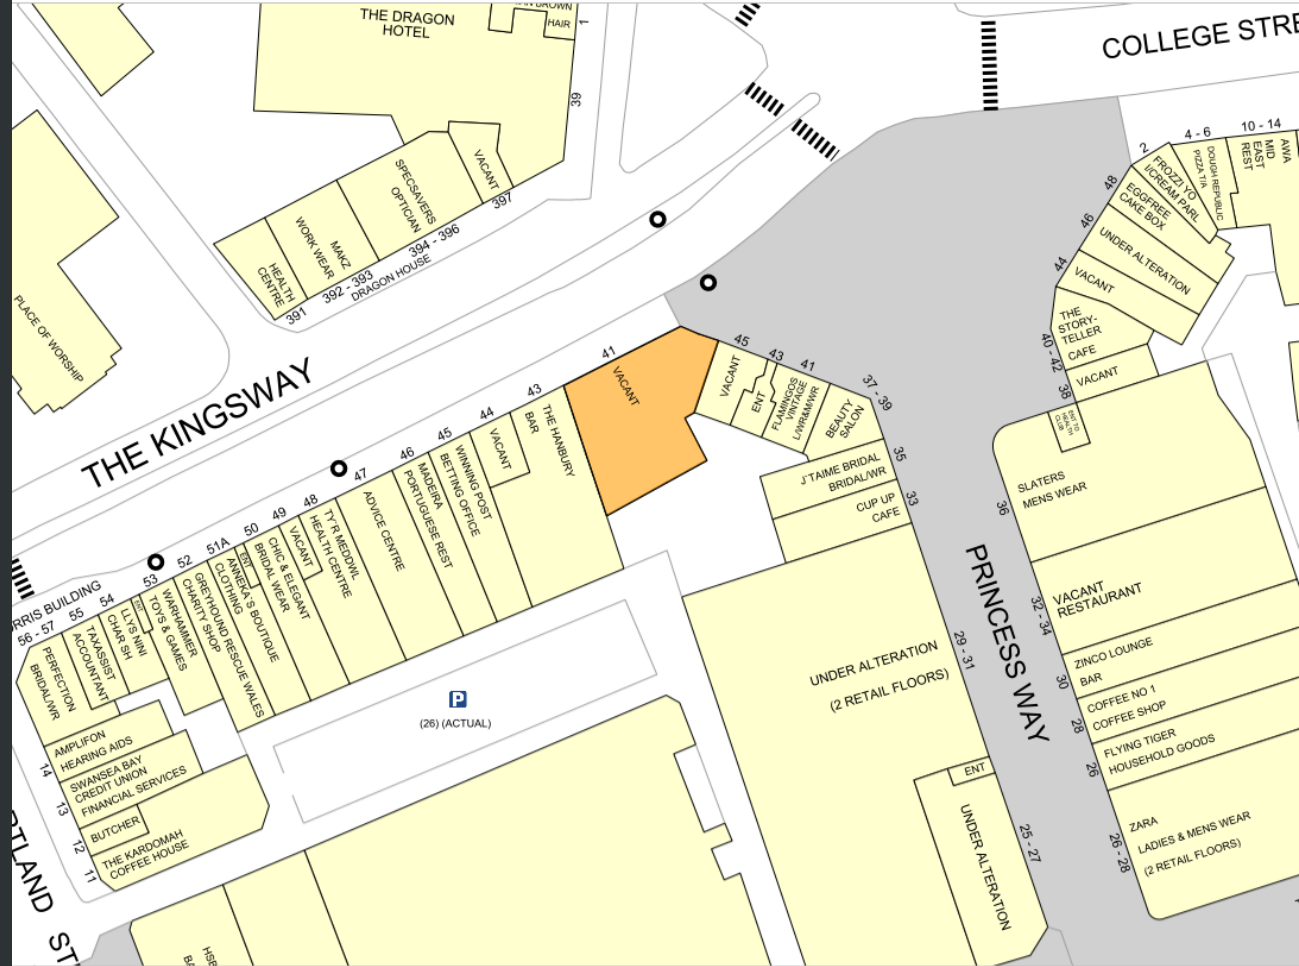 THE DRAGON
HOTEL
HAIR
1
39
SPECSAVERS
OPTICIAN
VACANT
397
394 - 396
MAKZ
WORK WEAR
392 - 393
DRAGON HOUSE
HEALTH
CENTRE
391
PLACE OF WORSHIP
THE KINGSWAY
COLLEGE STRE
2
4 - 6
10 - 14
FROZZI YO
I/CREAM PARL
DOUGH REPUBLIC
PIZZA T/A
AWA
MID
EAST
REST
48
EGGFREE
CAKE BOX
46
UNDER ALTERATION
44
VACANT
THE
STORY-
TELLER
CAFE
40 - 42
VACANT
38
ENT TO
HEALTH
CLUB
41
VACANT
45
VACANT
43
ENT
41
FLAMINGOS
VINTAGE
L/WR&M/WR
37 - 39
BEAUTY
SALON
35
J'TAIME BRIDAL
BRIDAL/WR
33
CUP UP
CAFE
43
THE HANBURY
BAR
44
VACANT
45
WINNING POST
BETTING OFFICE
46
MADEIRA
PORTUGUESE REST
47
ADVICE CENTRE
48
TY'R MEDDWL
HEALTH CENTRE
49
VACANT
50
CHIC & ELEGANT
BRIDAL WEAR
ENT
51A
ANNEKA'S BOUTIQUE
CLOTHING
52
GREYHOUND RESCUE WALES
CHARITY SHOP
53
WARHAMMER
TOYS & GAMES
ENT
54
LLYS NINI
CHAR SH
55
TAXASSIST
ACCOUNTANT
RRIS BUILDING
56 - 57
PERFECTION
BRIDAL/WR
14
AMPLIFON
HEARING AIDS
13
SWANSEA BAY
CREDIT UNION
FINANCIAL SERVICES
12
BUTCHER
11
THE KARDOMAH
COFFEE HOUSE
P
(26) (ACTUAL)
PRINCESS WAY
36
SLATERS
MENS WEAR
32 - 34
VACANT
RESTAURANT
30
ZINCO LOUNGE
BAR
28
COFFEE NO 1
COFFEE SHOP
26
FLYING TIGER
HOUSEHOLD GOODS
26 - 28
ZARA
LADIES & MENS WEAR
(2 RETAIL FLOORS)
29 - 31
UNDER ALTERATION
(2 RETAIL FLOORS)
ENT
25 - 27
UNDER ALTERATION
TLAND ST
HSB
BA